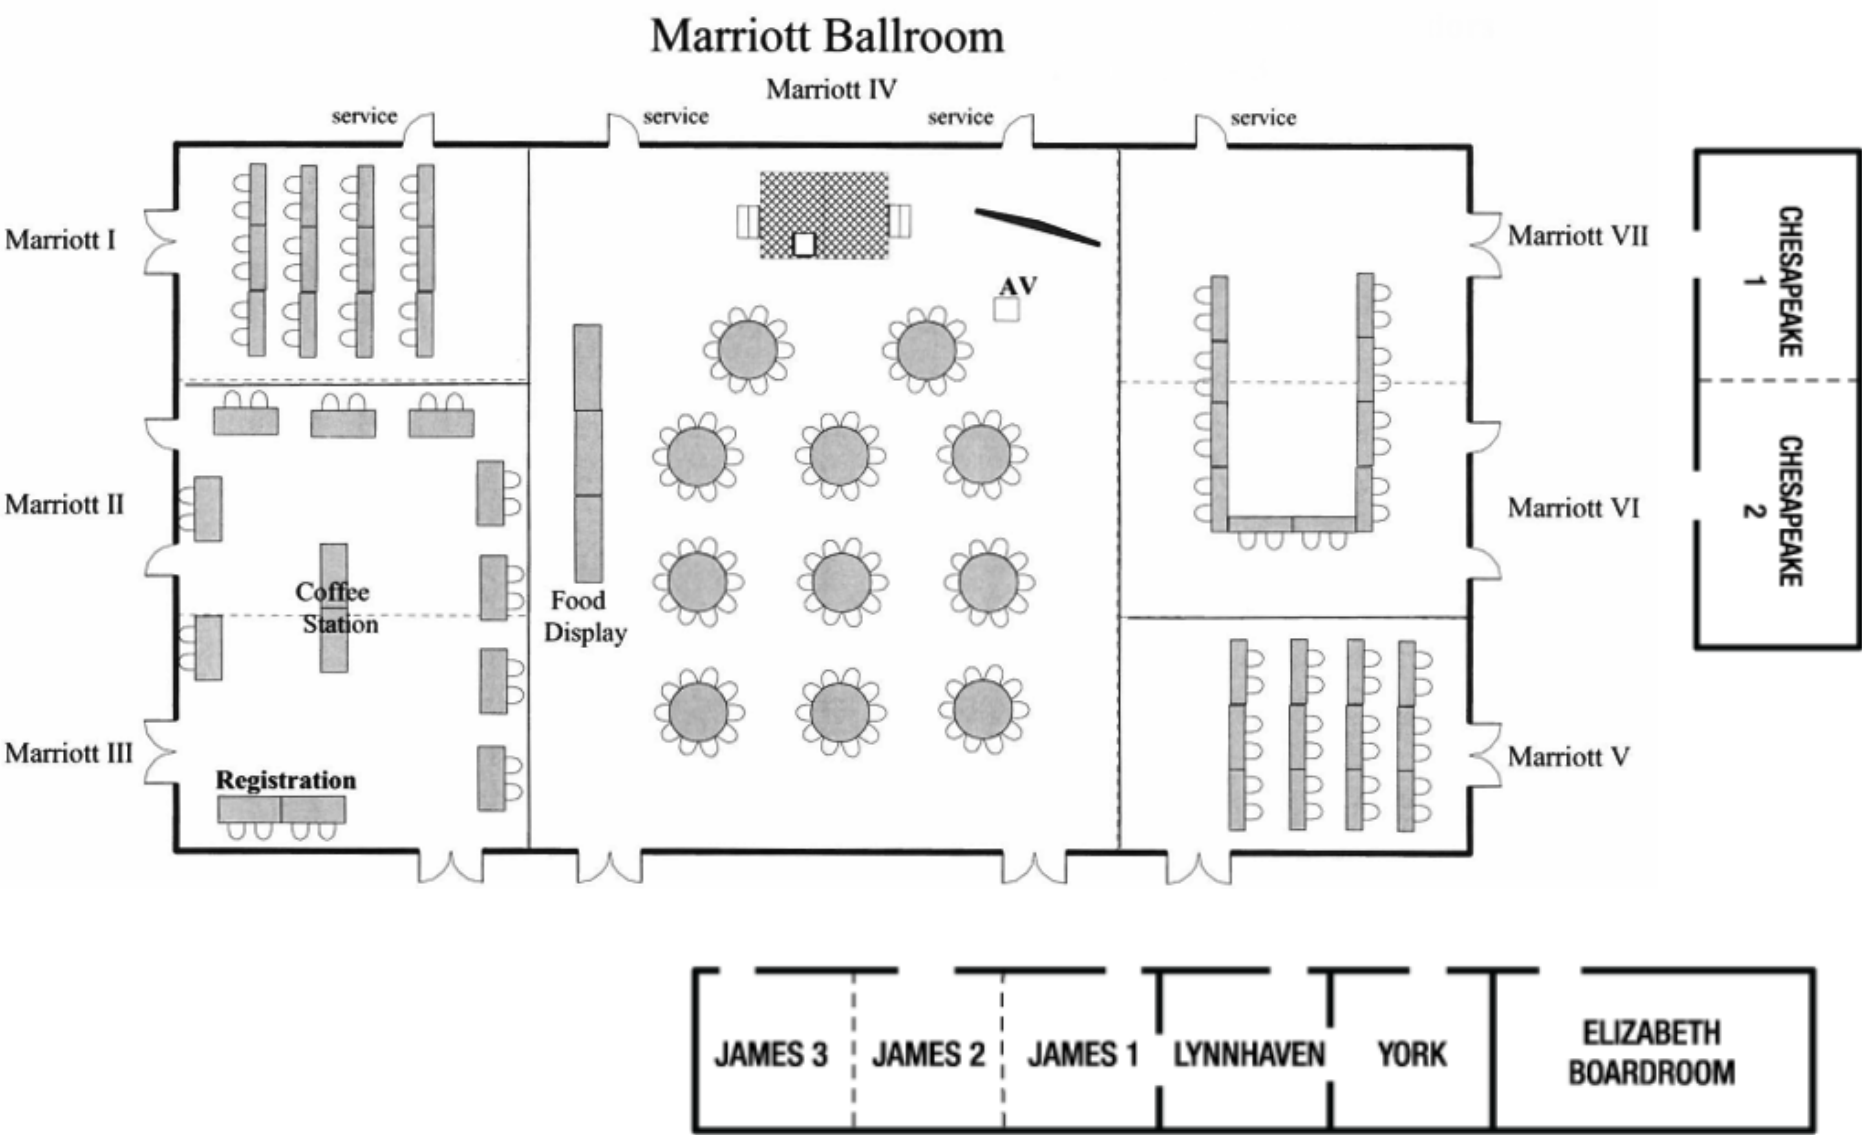 Marriott Ballroom
Marriott IV
service
service
service
service
Marriott I
Marriott VII
AV
CHESAPEAKE
1
Marriott II
Marriott VI
CHESAPEAKE
2
Coffee
Station
Food
Display
Marriott III
Registration
Marriott V
JAMES 3
JAMES 2
JAMES 1
LYNNHAVEN
YORK
ELIZABETH
BOARDROOM